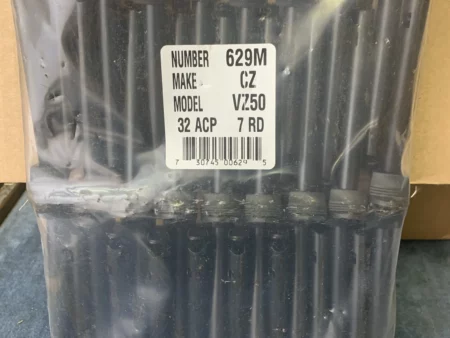 NUMBER 629M
MAKE CZ
MODEL VZ50
32 ACP 7 RD
7 30745 00629 5